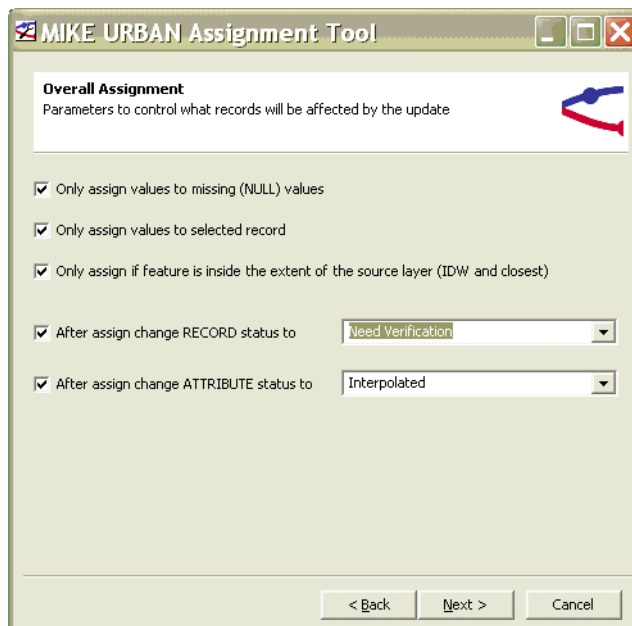 MIKE URBAN Assignment Tool
Overall Assignment
Parameters to control what records will be affected by the update
Only assign values to missing (NULL) values
Only assign values to selected record
Only assign if feature is inside the extent of the source layer (IDW and closest)
After assign change RECORD status to Need Verification
After assign change ATTRIBUTE status to Interpolated
< Back Next > Cancel